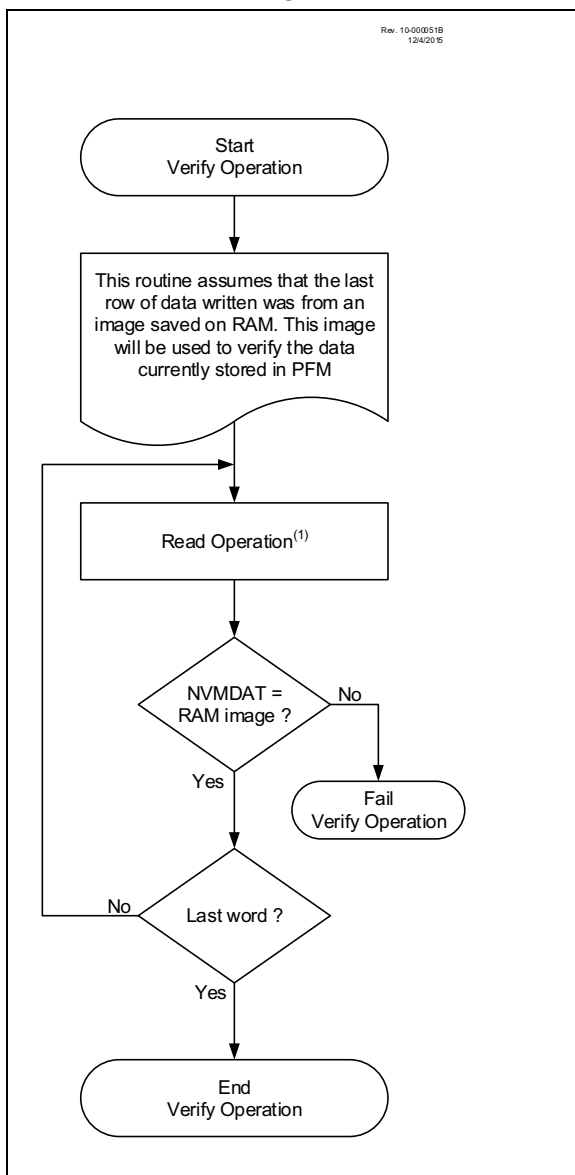 Rev. 10-000051B
12/4/2015
Start
Verify Operation
This routine assumes that the last
row of data written was from an
image saved on RAM. This image
will be used to verify the data
currently stored in PFM
Read Operation(1)
NVMDAT =
RAM image ?
No
Yes
Fail
Verify Operation
No
Last word ?
Yes
End
Verify Operation